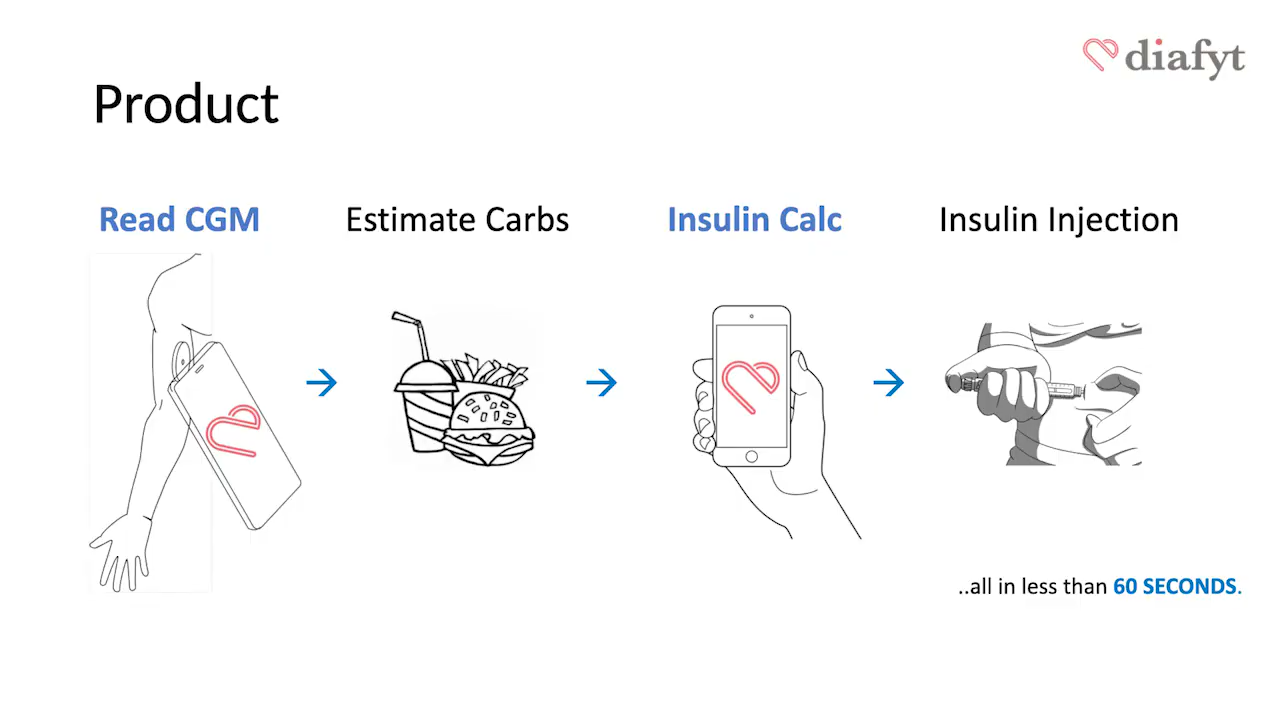 diafyt
Product
Read CGM
Estimate Carbs
Insulin Calc
Insulin Injection
..all in less than 60 SECONDS.